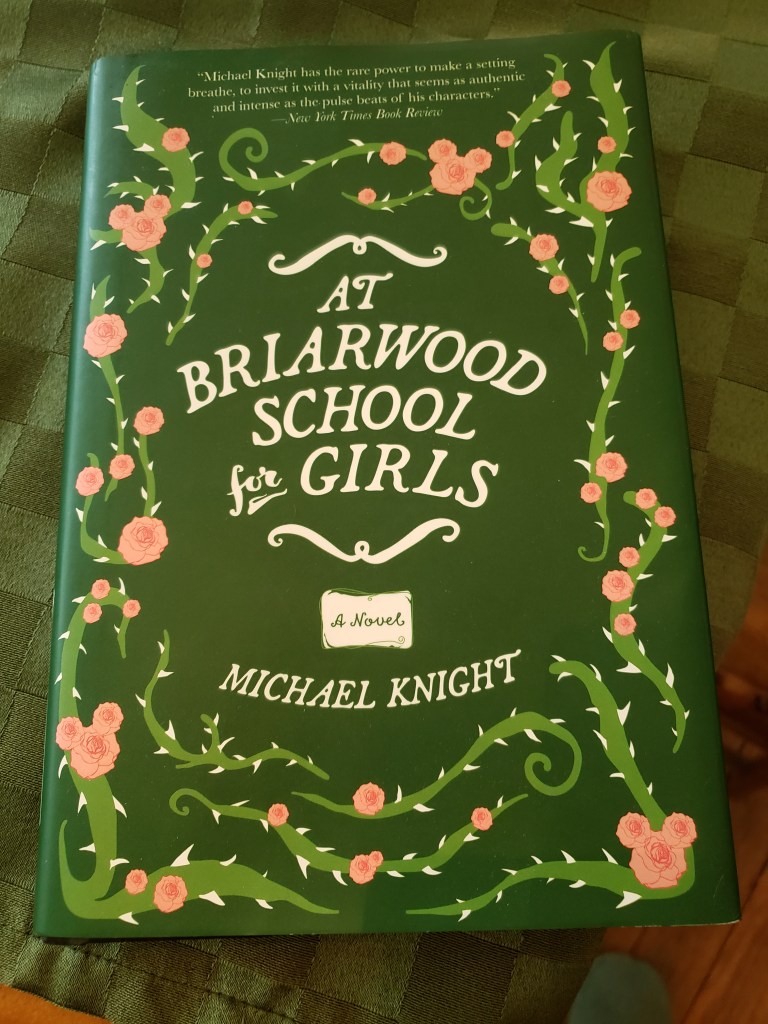 “Michael Knight has the rare power to make a setting
breathe, to invest it with a vitality that seems as authentic
and intense as the pulse beats of his characters.”
—New York Times Book Review
AT
BRIARWOOD
SCHOOL
for GIRLS
A Novel
MICHAEL KNIGHT